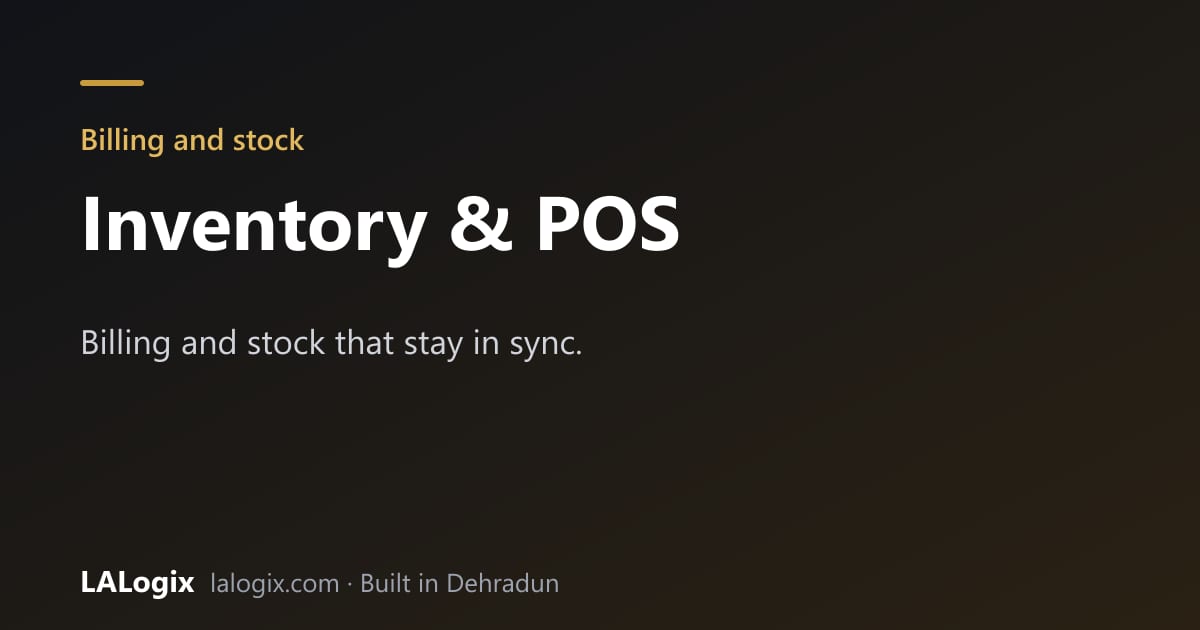 Billing and stock
Inventory & POS
Billing and stock that stay in sync.
LALogix lalogix.com · Built in Dehradun